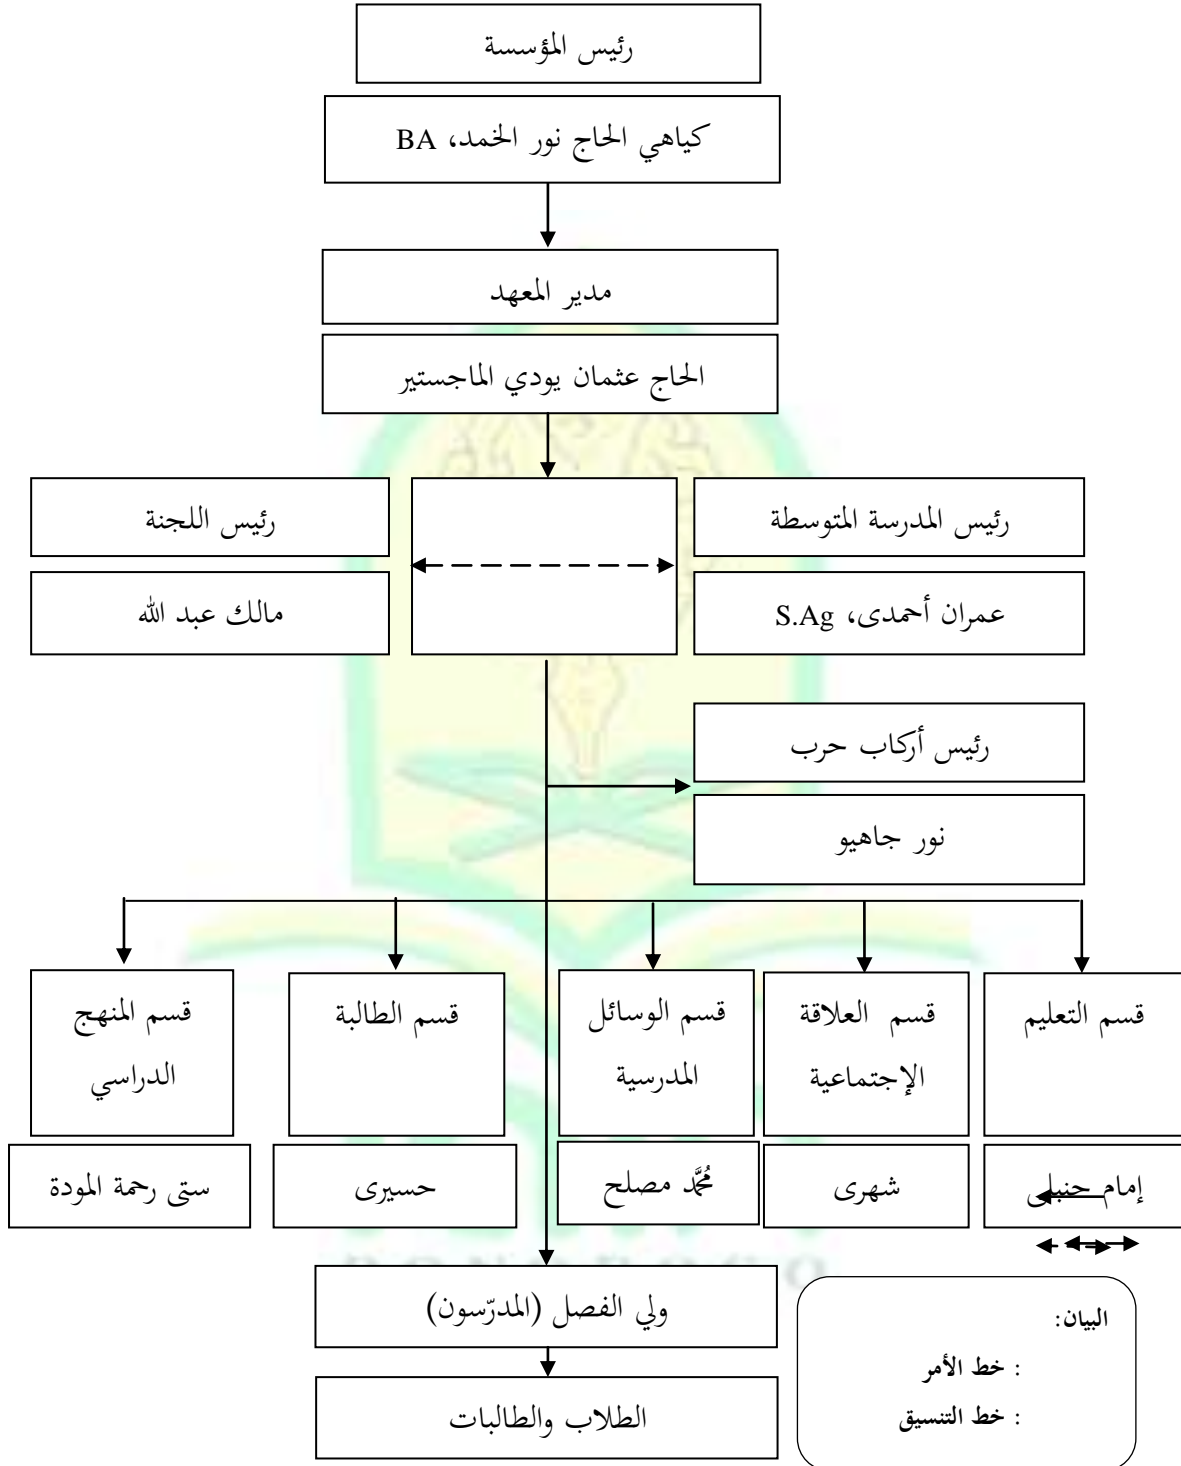 رئيس المؤسسة
كياهي الحاج نور الخمد، BA
مدير المعهد
الحاج عثمان يودي الماجستير
رئيس المدرسة المتوسطة
رئيس اللجنة
عمران أحمدى، S.Ag
مالك عبد الله
رئيس أركاب حرب
نور جاهيو
قسم التعليم
قسم العلاقة
الإجتماعية
قسم الوسائل
المدرسية
قسم الطالبة
قسم المنهج
الدراسي
إمام حنبلى
شهرى
مُحَّد مصلح
حسيرى
ستى رحمة المودة
ولي الفصل (المدرّسون)
الطلاب والطالبات
البيان:
: خط الأمر
: خط التنسيق